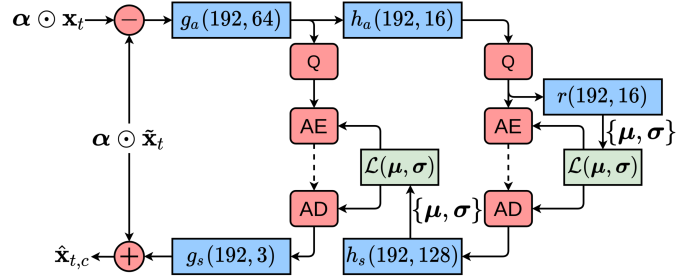 α ⊙ x_t
−
g_a(192, 64)
h_a(192, 16)
Q
Q
r(192, 16)
AE
AE
{μ, σ}
α ⊙ x̃_t
ℒ(μ, σ)
ℒ(μ, σ)
AD
{μ, σ}
AD
x̂_{t,c}
+
g_s(192, 3)
h_s(192, 128)